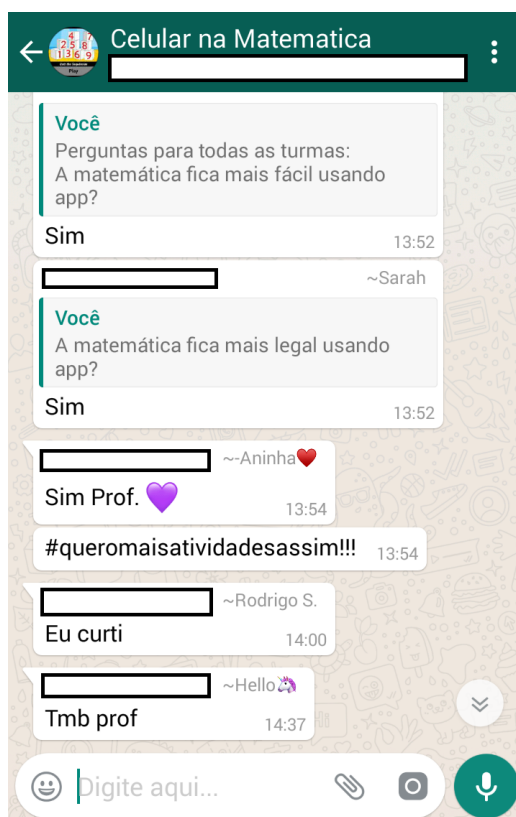 Celular na Matematica
Você
Perguntas para todas as turmas:
A matemática fica mais fácil usando
app?
Sim
13:52
~Sarah
Você
A matemática fica mais legal usando
app?
Sim
13:52
~-Aninha❤️
Sim Prof. 💜
13:54
#queromaisatividadesassim!!! 13:54
~Rodrigo S.
Eu curti
14:00
~Hello🦄
Tmb prof
14:37
Digite aqui...